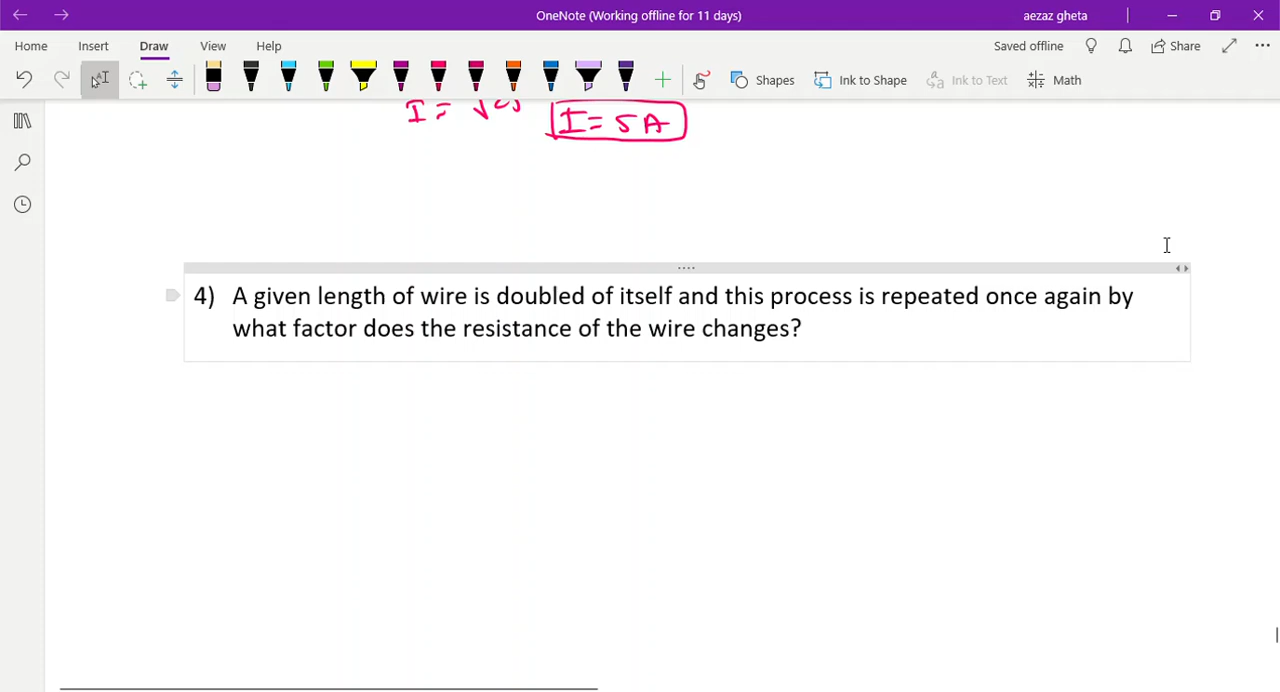 OneNote (Working offline for 11 days)
aezaz gheta
Home Insert Draw View Help
Saved offline Share
Shapes Ink to Shape Ink to Text Math
I = √25 I = 5 A
4) A given length of wire is doubled of itself and this process is repeated once again by
what factor does the resistance of the wire changes?